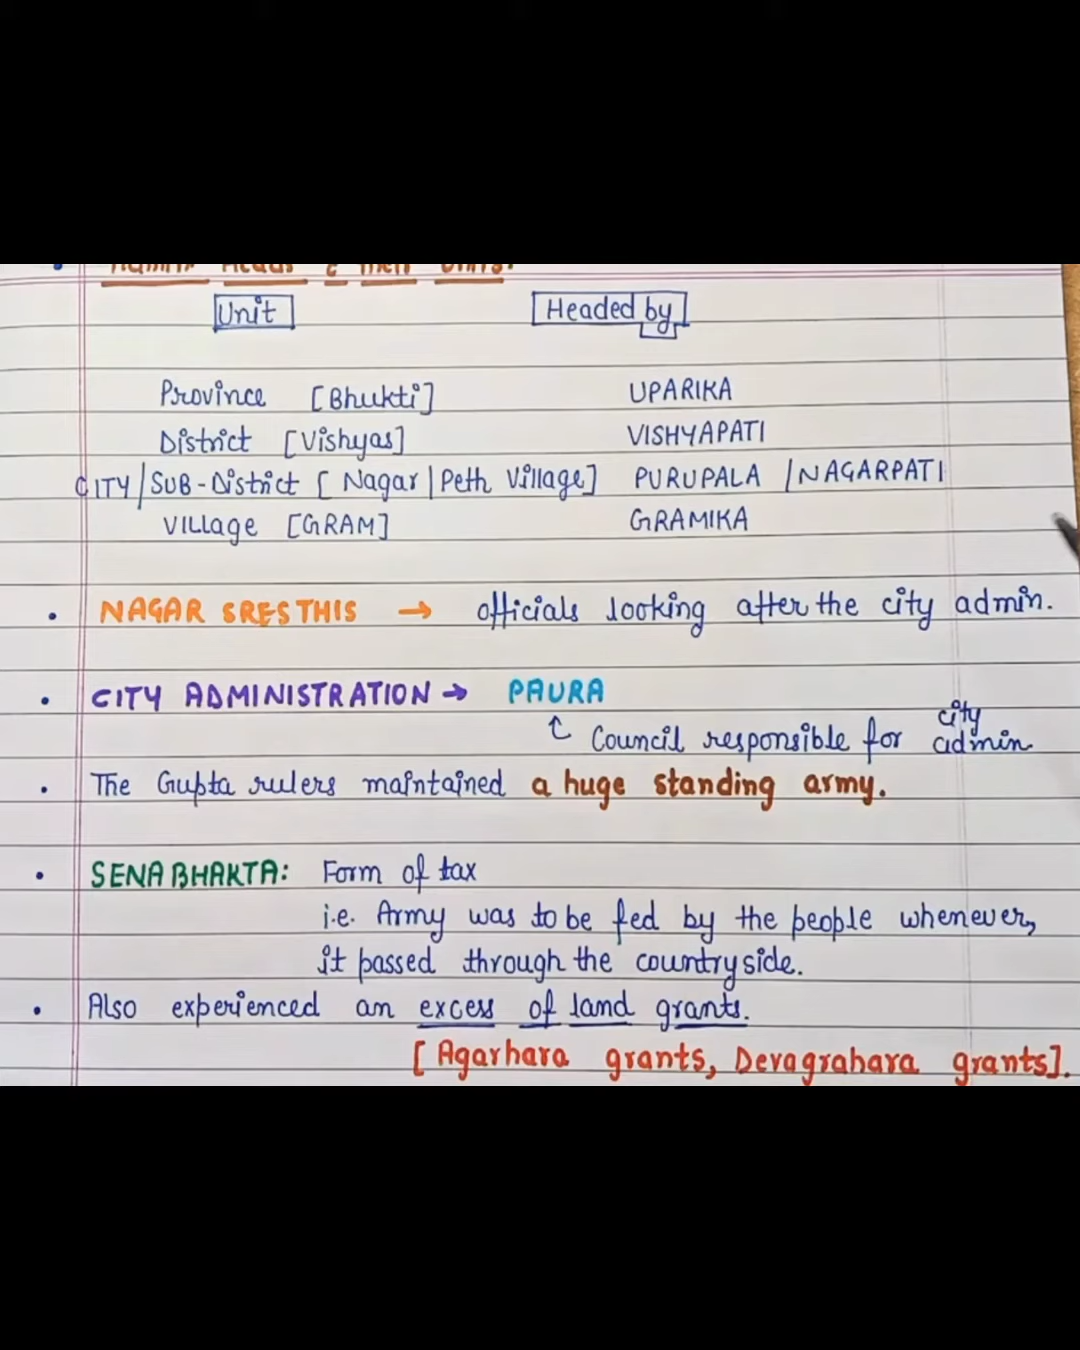 Unit Headed by
Province [Bhukti] UPARIKA
District [Vishyas] VISHYAPATI
CITY/SUB-District [Nagar|Peth Village] PURUPALA /NAGARPATI
VILLage [GRAM] GRAMIKA
• NAGAR SRESTHIS → officials looking after the city admin.
• CITY ADMINISTRATION → PAURA
↑ Council responsible for city admin
• The Gupta rulers maintained a huge standing army.
• SENABHAKTA: Form of tax
i.e. Army was to be fed by the people whenever,
it passed through the countryside.
• Also experienced an excess of land grants.
[Agarhara grants, Devagrahara grants].